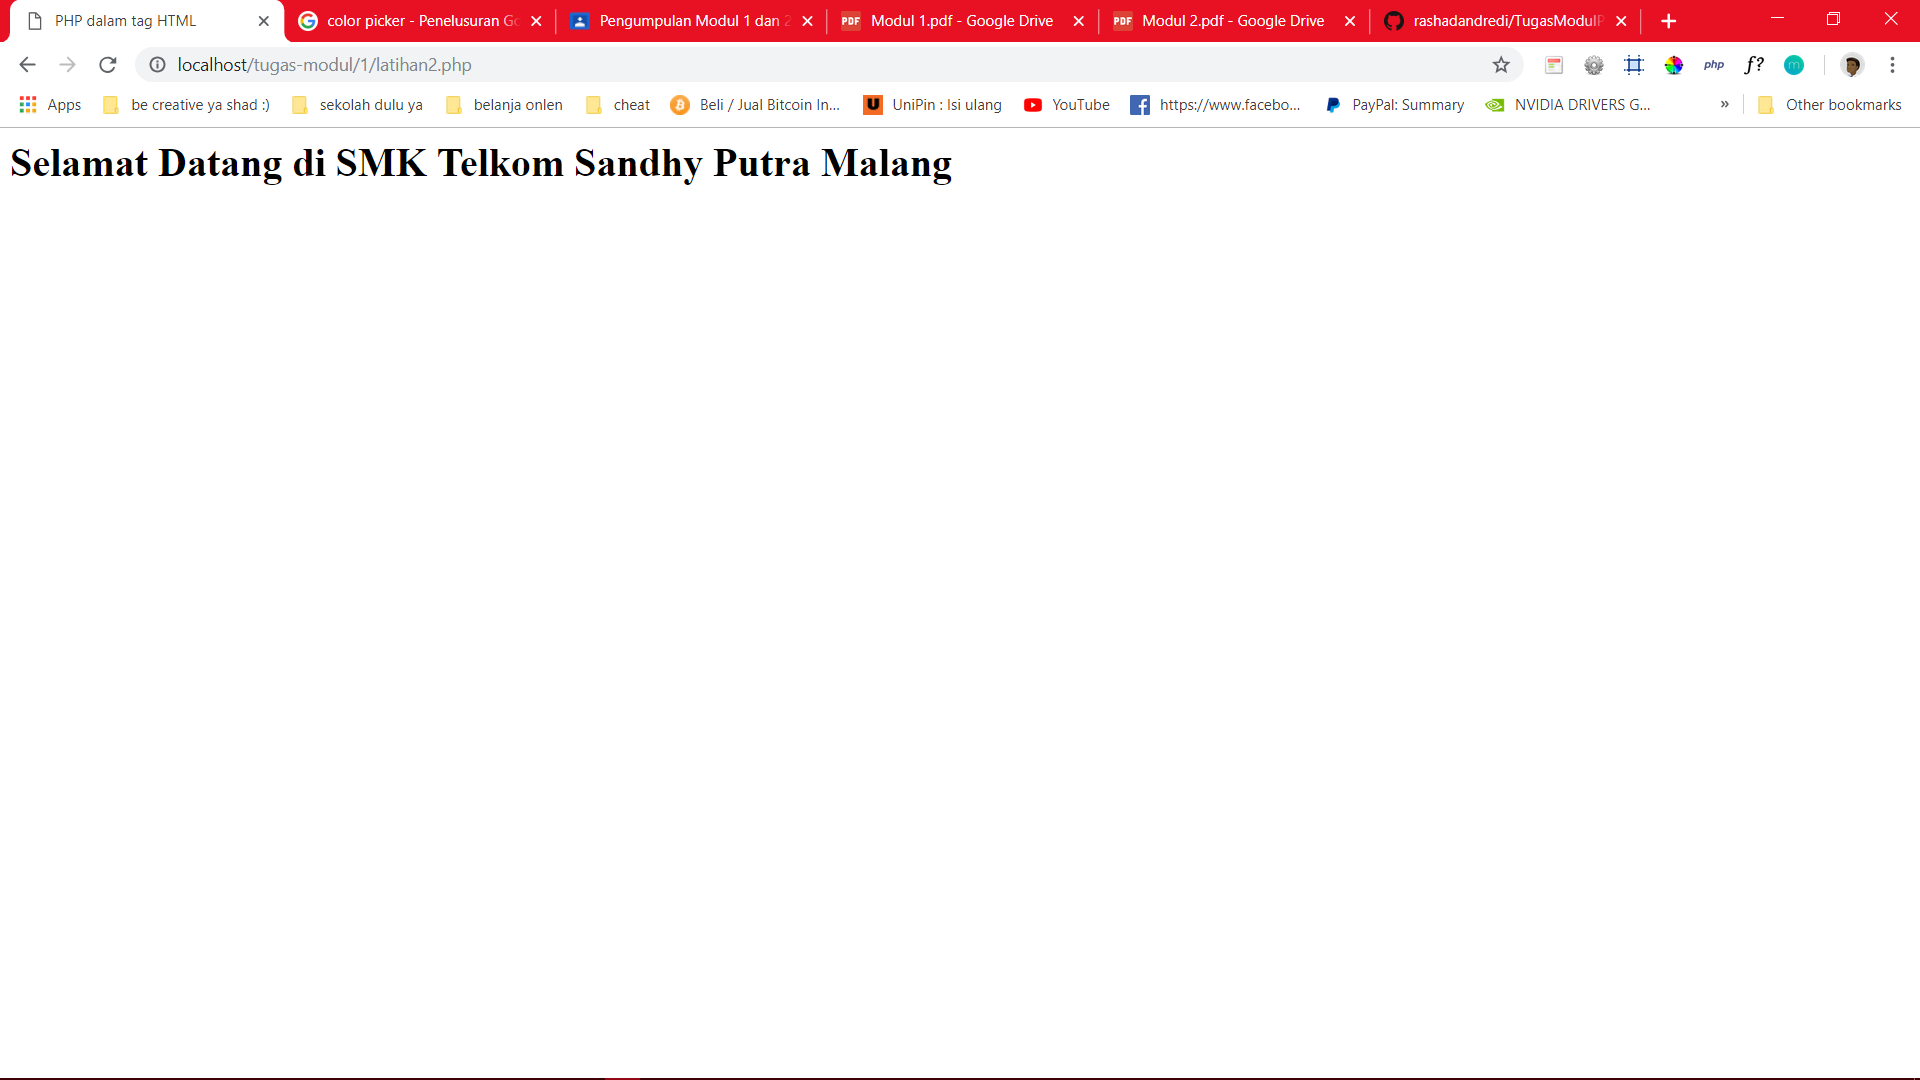 PHP dalam tag HTML
color picker - Penelusuran Go
Pengumpulan Modul 1 dan 2
PDF Modul 1.pdf - Google Drive
PDF Modul 2.pdf - Google Drive
rashadandredi/TugasModulP
localhost/tugas-modul/1/latihan2.php
php
f?
m
Apps
be creative ya shad :)
sekolah dulu ya
belanja onlen
cheat
Beli / Jual Bitcoin In...
U UniPin : Isi ulang
YouTube
https://www.facebo...
PayPal: Summary
NVIDIA DRIVERS G...
»
Other bookmarks
Selamat Datang di SMK Telkom Sandhy Putra Malang